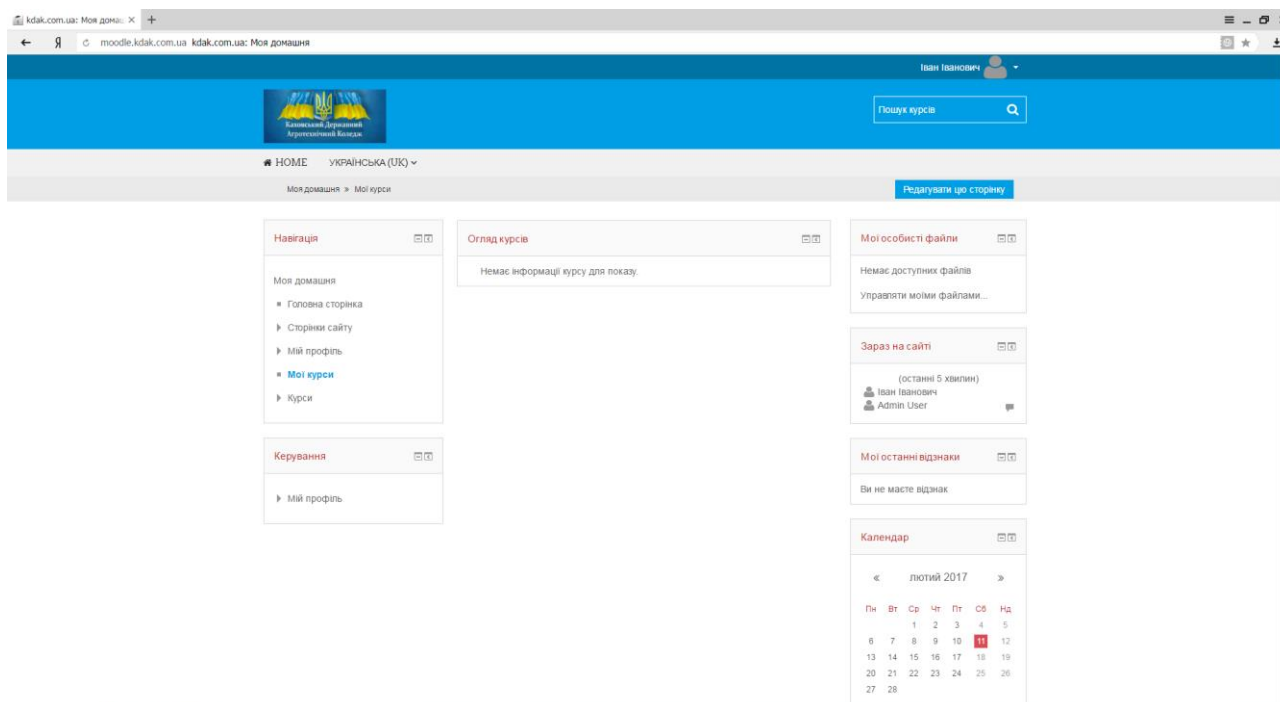 kdak.com.ua: Моя дома
moodle.kdak.com.ua kdak.com.ua: Моя домашня
Іван Іванович
Каховський Державний
Агротехнічний Коледж
Пошук курсів
HOME УКРАЇНСЬКА (UK)
Моя домашня » Мої курси
Редагувати цю сторінку
Навігація
Моя домашня
Головна сторінка
Сторінки сайту
Мій профіль
Мої курси
Курси
Керування
Мій профіль
Огляд курсів
Немає інформації курсу для показу.
Мої особисті файли
Немає доступних файлів
Управляти моїми файлами...
Зараз на сайті
(останні 5 хвилин)
Іван Іванович
Admin User
Мої останні відзнаки
Ви не маєте відзнак
Календар
« лютий 2017 »
Пн Вт Ср Чт Пт Сб Нд
1 2 3 4 5
6 7 8 9 10 11 12
13 14 15 16 17 18 19
20 21 22 23 24 25 26
27 28